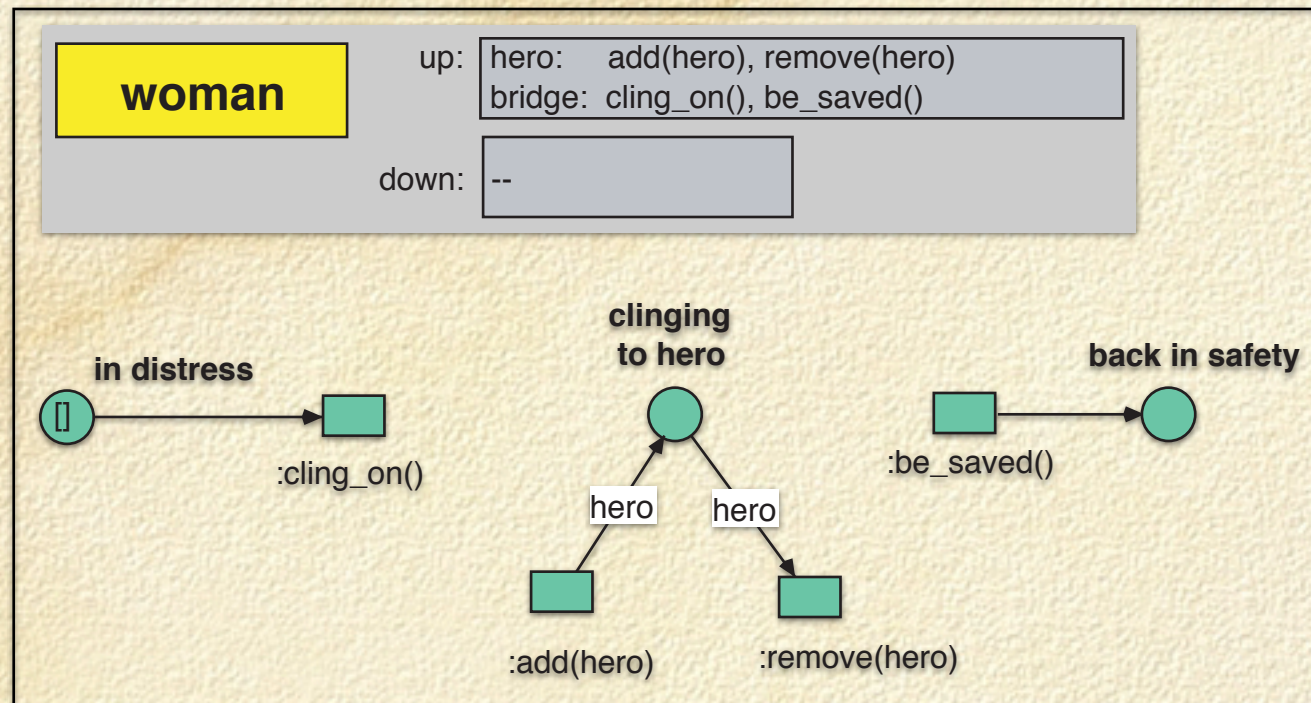 woman
up:
hero: add(hero), remove(hero)
bridge: cling_on(), be_saved()
down:
--
clinging
to hero
in distress
back in safety
[]
:cling_on()
:be_saved()
hero
hero
:add(hero)
:remove(hero)